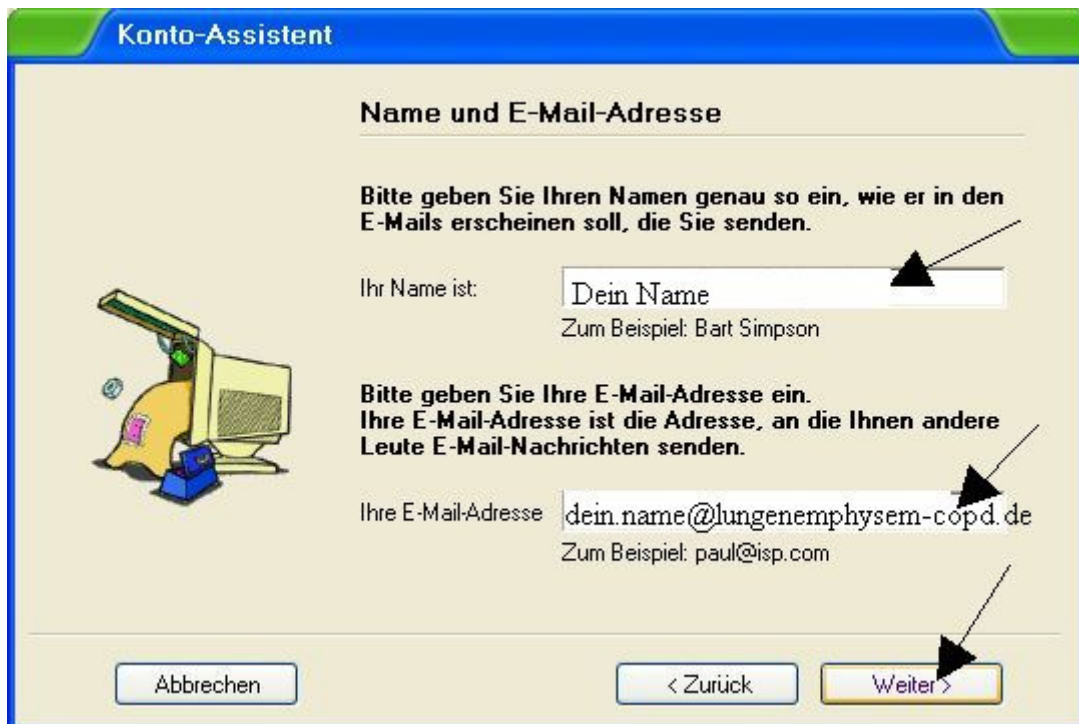 Konto-Assistent
Name und E-Mail-Adresse
Bitte geben Sie Ihren Namen genau so ein, wie er in den
E-Mails erscheinen soll, die Sie senden.
Ihr Name ist:
Dein Name
Zum Beispiel: Bart Simpson
Bitte geben Sie Ihre E-Mail-Adresse ein.
Ihre E-Mail-Adresse ist die Adresse, an die Ihnen andere
Leute E-Mail-Nachrichten senden.
Ihre E-Mail-Adresse
dein.name@lungenemphysem-copd.de
Zum Beispiel: paul@isp.com
Abbrechen
< Zurück
Weiter >